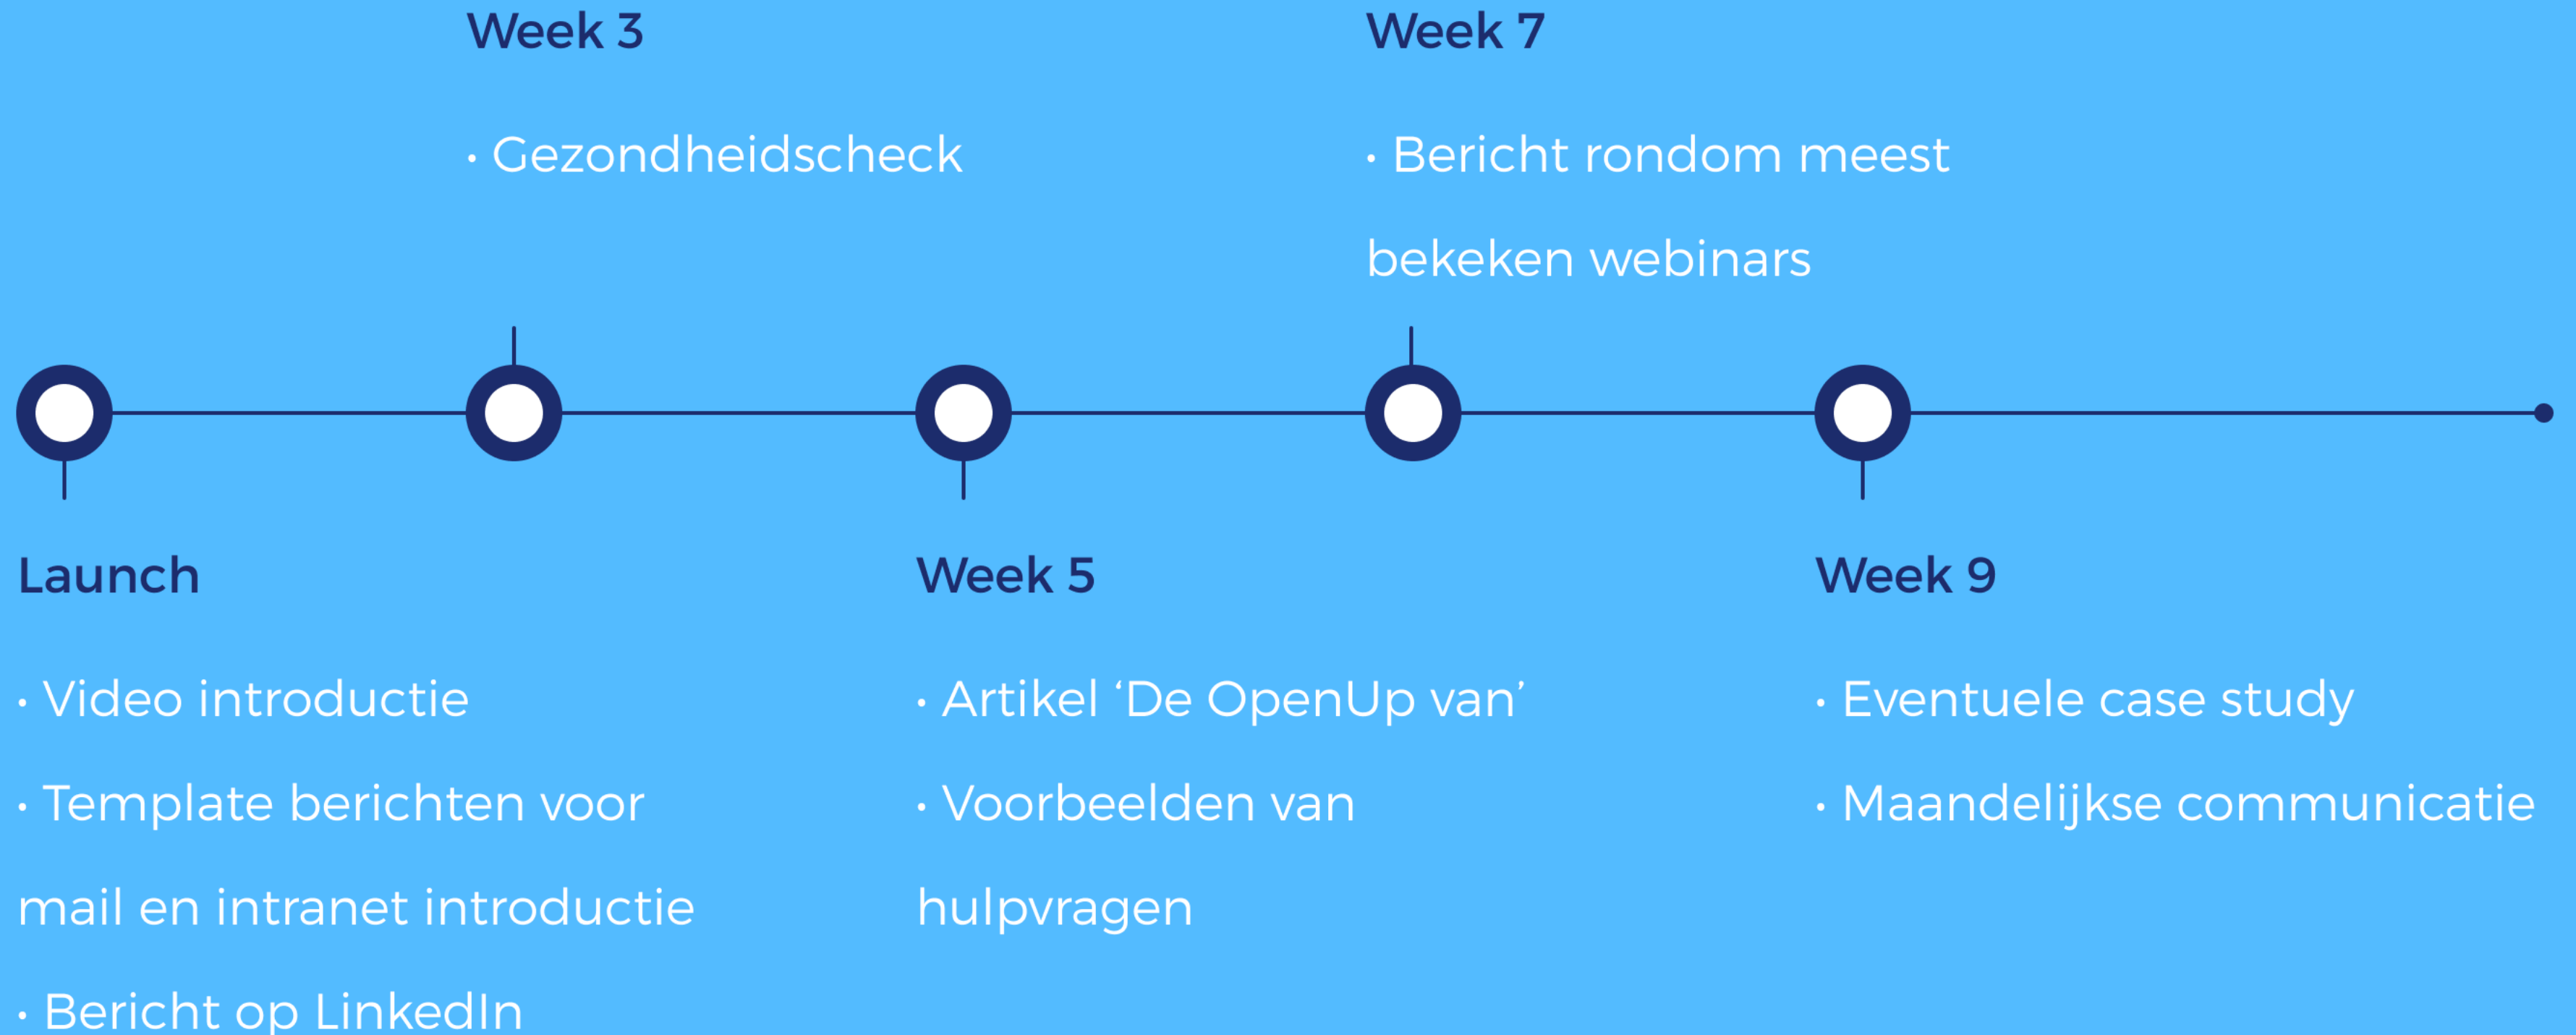 Week 3
· Gezondheidscheck
Week 7
· Bericht rondom meest
bekeken webinars
Launch
· Video introductie
· Template berichten voor
mail en intranet introductie
· Bericht op LinkedIn
Week 5
· Artikel ‘De OpenUp van’
· Voorbeelden van
hulpvragen
Week 9
· Eventuele case study
· Maandelijkse communicatie